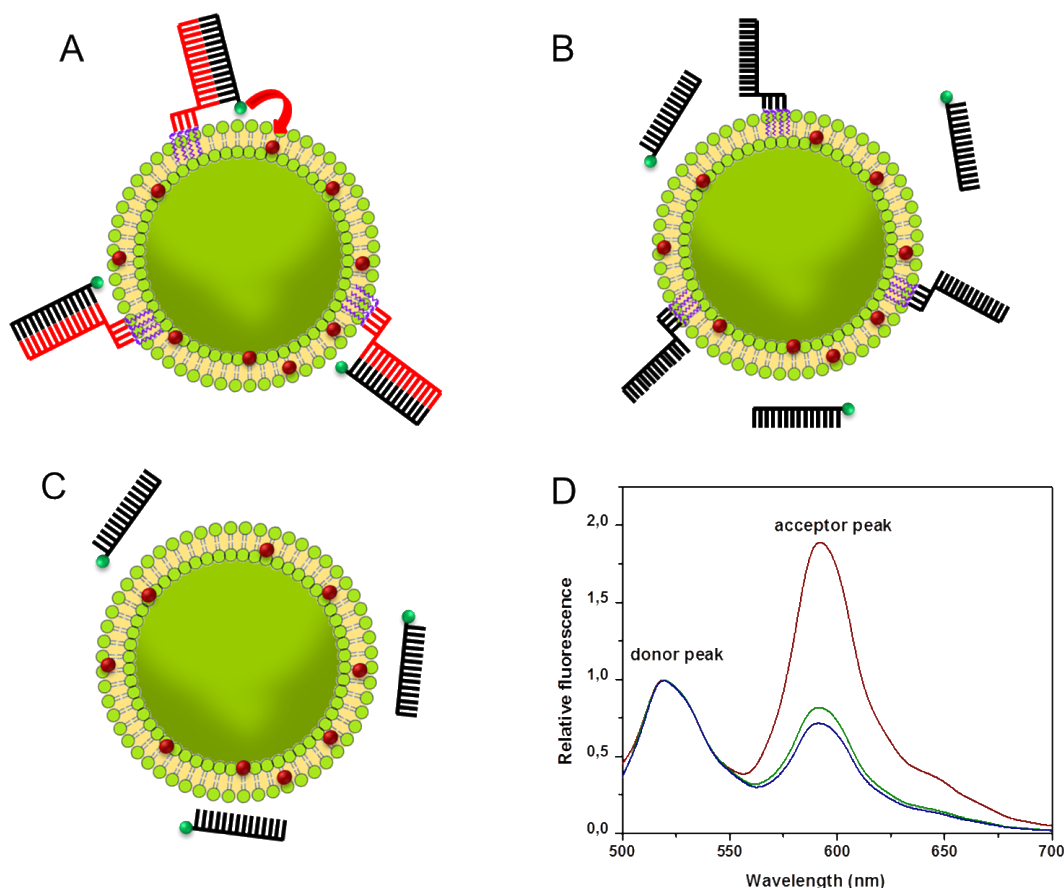 A
B
C
D
acceptor peak
donor peak
Relative fluorescence
2,0
1,5
1,0
0,5
0,0
500
550
600
650
700
Wavelength (nm)